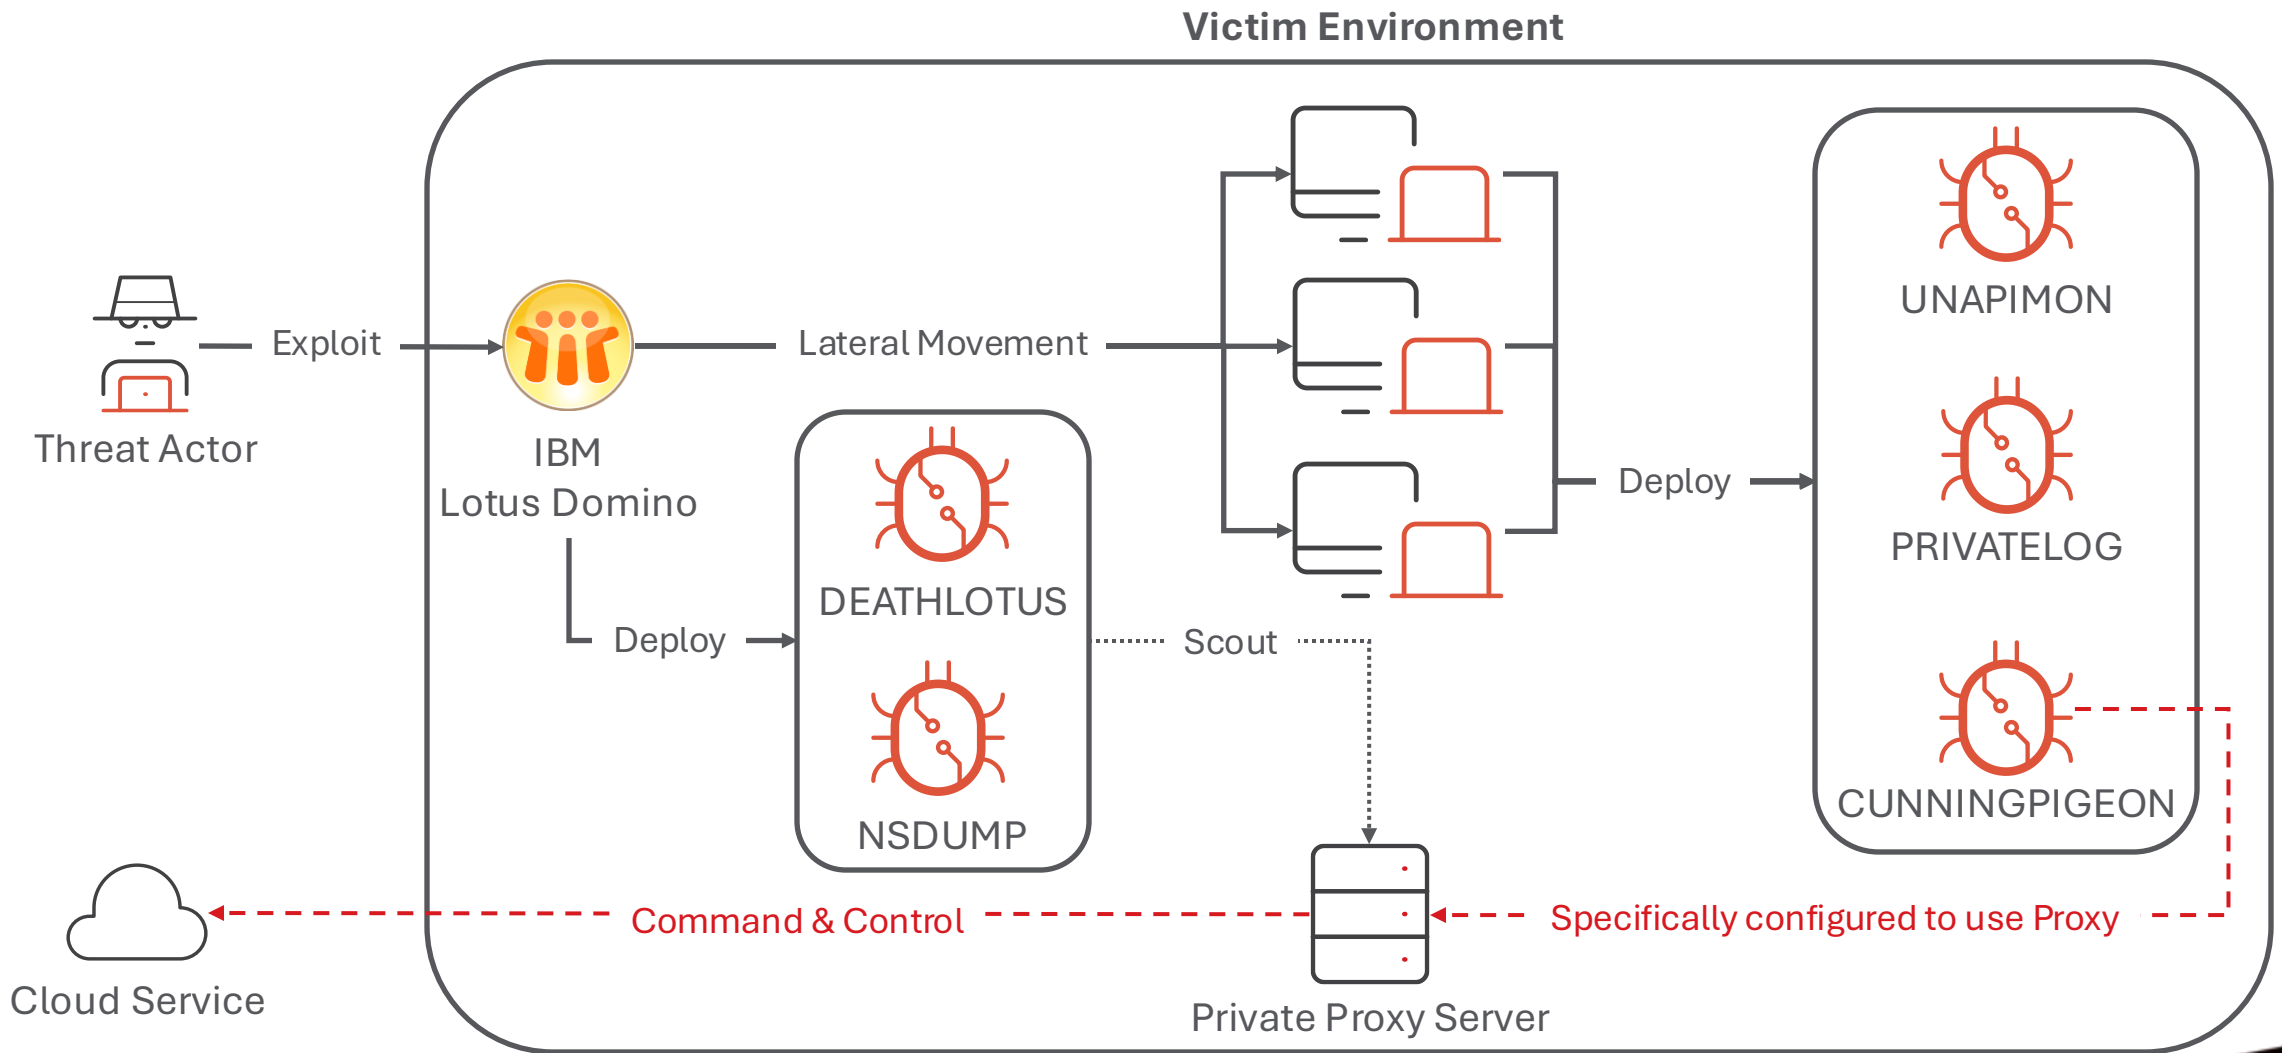 Victim Environment
Exploit
Lateral Movement
UNAPIMON
Threat Actor
IBM
Lotus Domino
Deploy
PRIVATELOG
DEATHLOTUS
Deploy
Scout
CUNNINGPIGEON
NSDUMP
Command & Control
Specifically configured to use Proxy
Cloud Service
Private Proxy Server